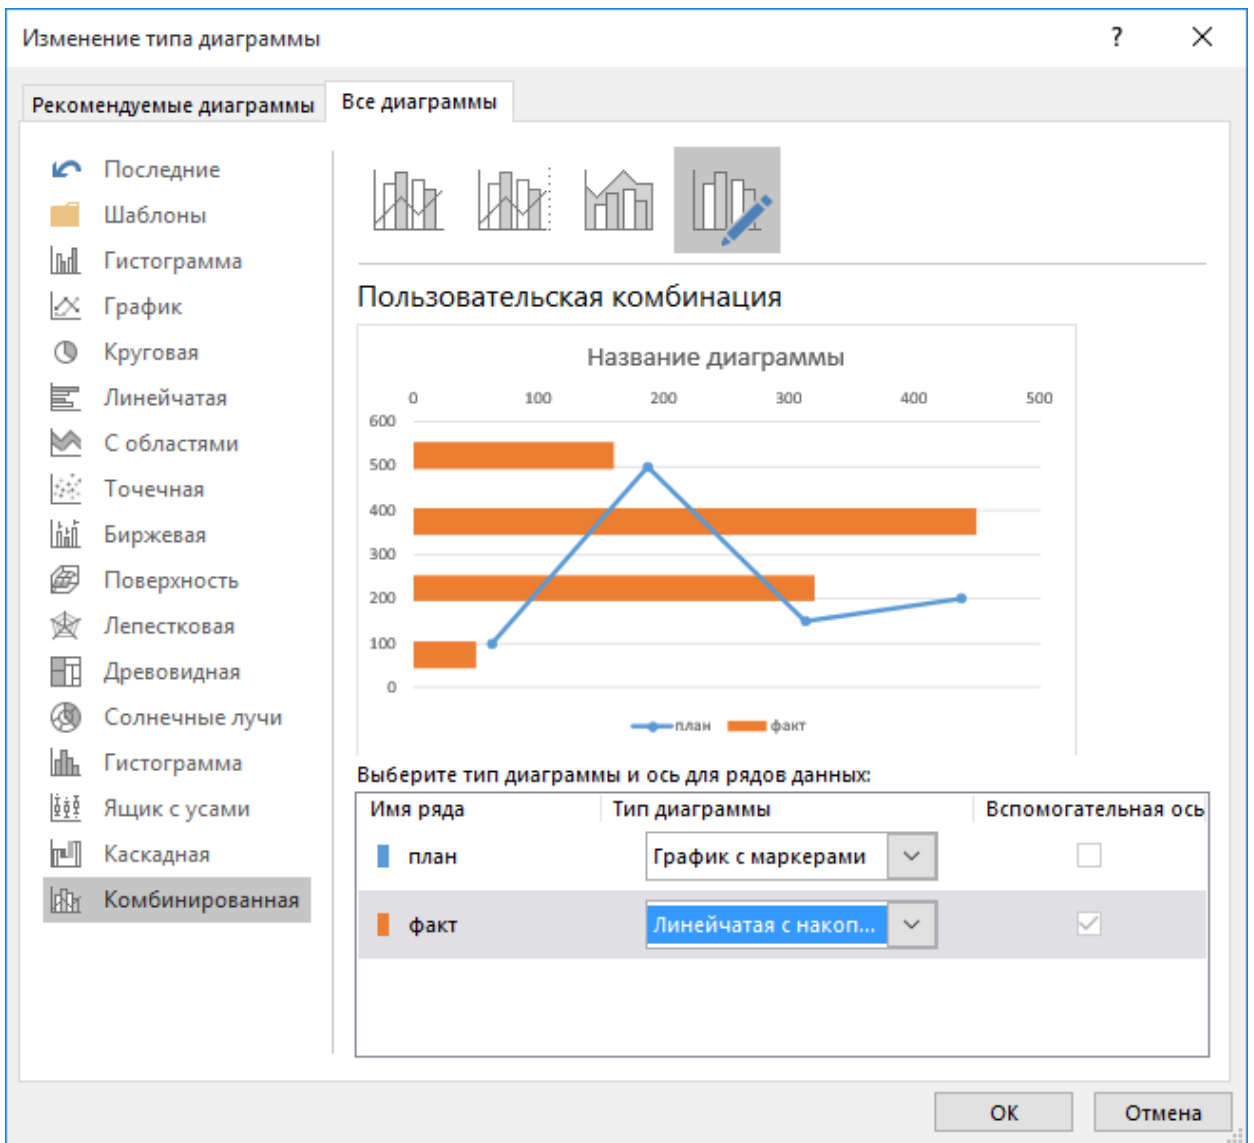 Изменение типа диаграммы ?
Рекомендуемые диаграммы Все диаграммы
Последние
Шаблоны
Гистограмма
График
Круговая
Линейчатая
С областями
Точечная
Биржевая
Поверхность
Лепестковая
Древовидная
Солнечные лучи
Гистограмма
Ящик с усами
Каскадная
Комбинированная
Пользовательская комбинация
Название диаграммы
0 100 200 300 400 500
600
500
400
300
200
100
0
план факт
Выберите тип диаграммы и ось для рядов данных:
Имя ряда Тип диаграммы Вспомогательная ось
план График с маркерами
факт Линейчатая с накоп...
ОК Отмена